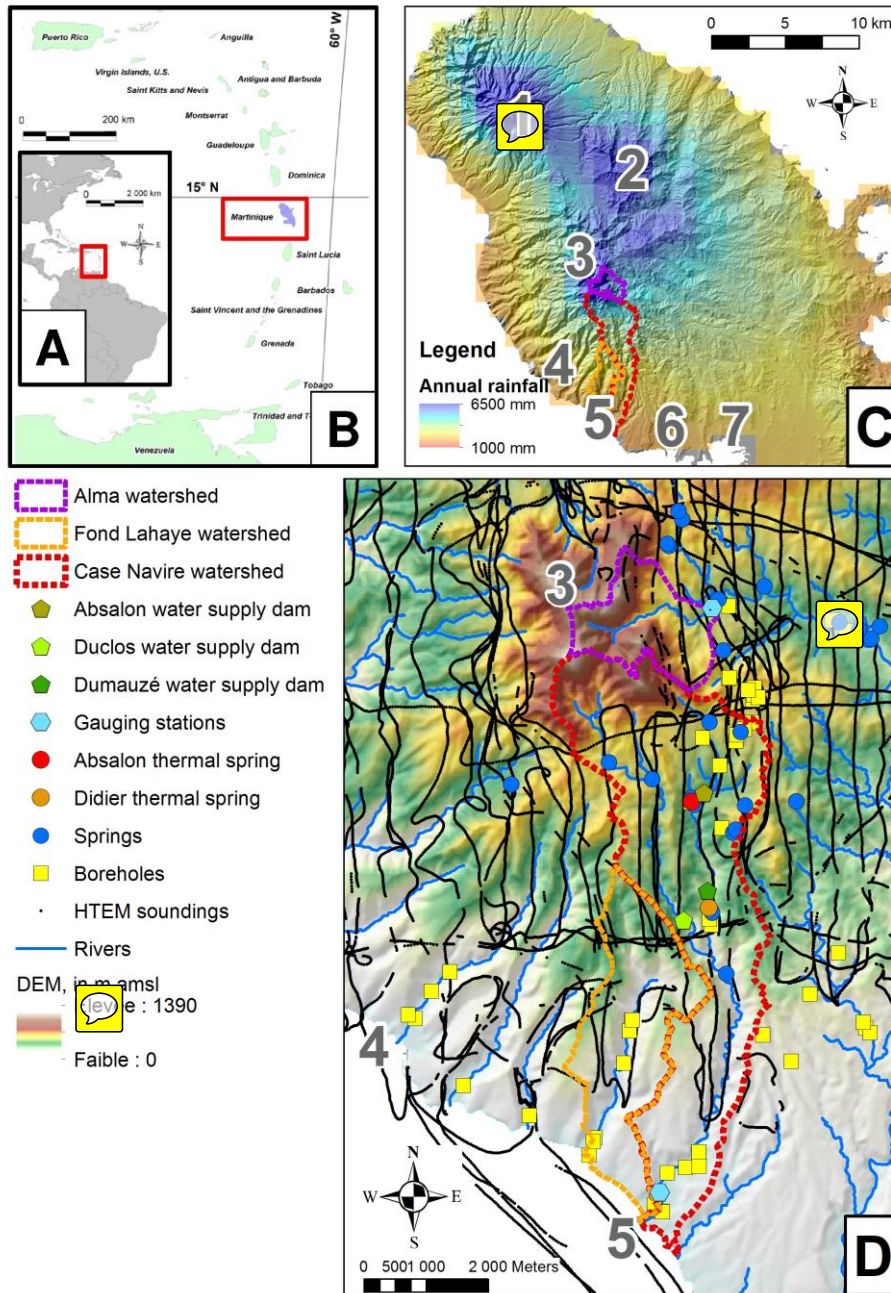 Puerto Rico
Anguilla
60° W
Virgin Islands, U.S.
Antigua and Barbuda
Saint Kitts and Nevis
Montserrat
0 200 km
Guadeloupe
Dominica
0 2 000 km
15° N
Martinique
N
W E
S
Saint Lucia
Barbados
Saint Vincent and the Grenadines
Grenada
Tobago
Trinidad and T
Venezuela
A
B
0 5 10 km
N
W E
S
1
2
3
4
5
6
7
Legend
Annual rainfall
6500 mm
1000 mm
C
Alma watershed
Fond Lahaye watershed
Case Navire watershed
Absalon water supply dam
Duclos water supply dam
Dumauzé water supply dam
Gauging stations
Absalon thermal spring
Didier thermal spring
Springs
Boreholes
HTEM soundings
Rivers
DEM, in m amsl
: 1390
Faible : 0
3
4
5
N
W E
S
0 5001 000 2 000 Meters
D